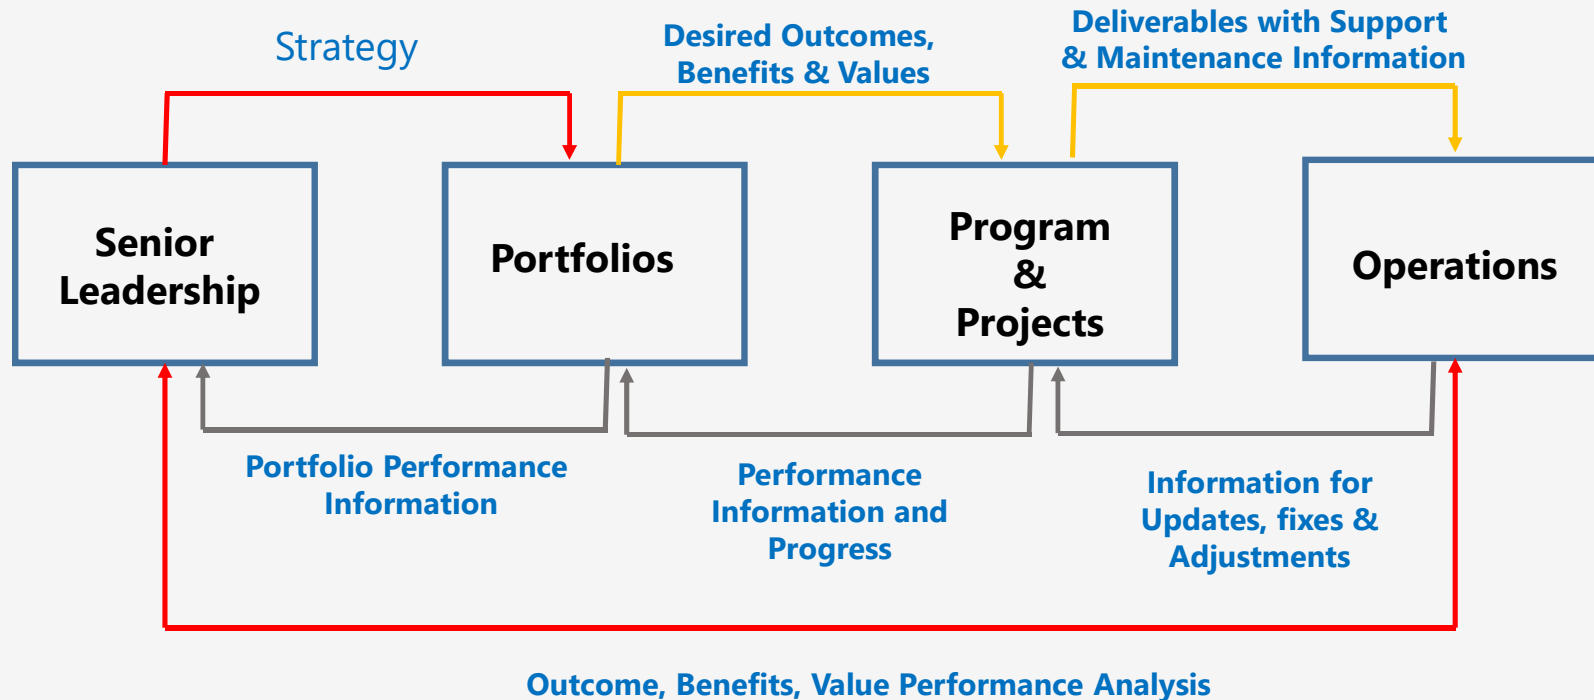 Strategy
Desired Outcomes,
Benefits & Values
Deliverables with Support
& Maintenance Information
Senior
Leadership
Portfolios
Program
&
Projects
Operations
Portfolio Performance
Information
Performance
Information and
Progress
Information for
Updates, fixes &
Adjustments
Outcome, Benefits, Value Performance Analysis